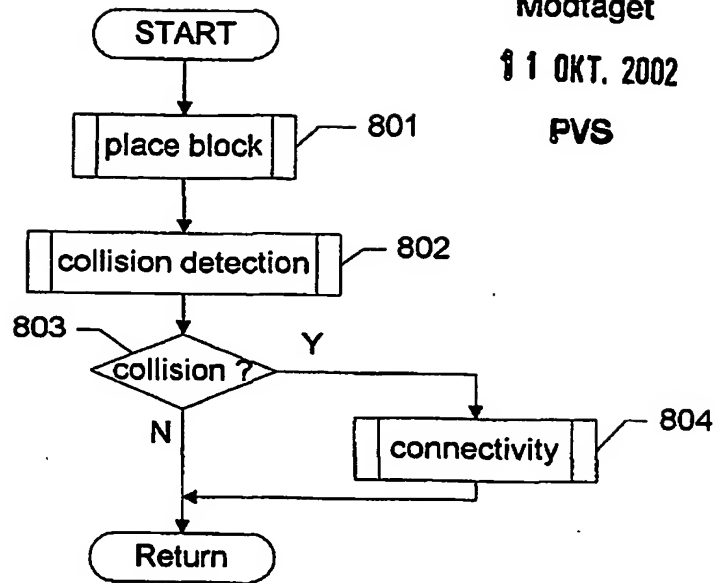 Modtaget
11 OKT. 2002
PVS
START
place block
801
collision detection
802
803
collision ?
Y
N
connectivity
804
Return